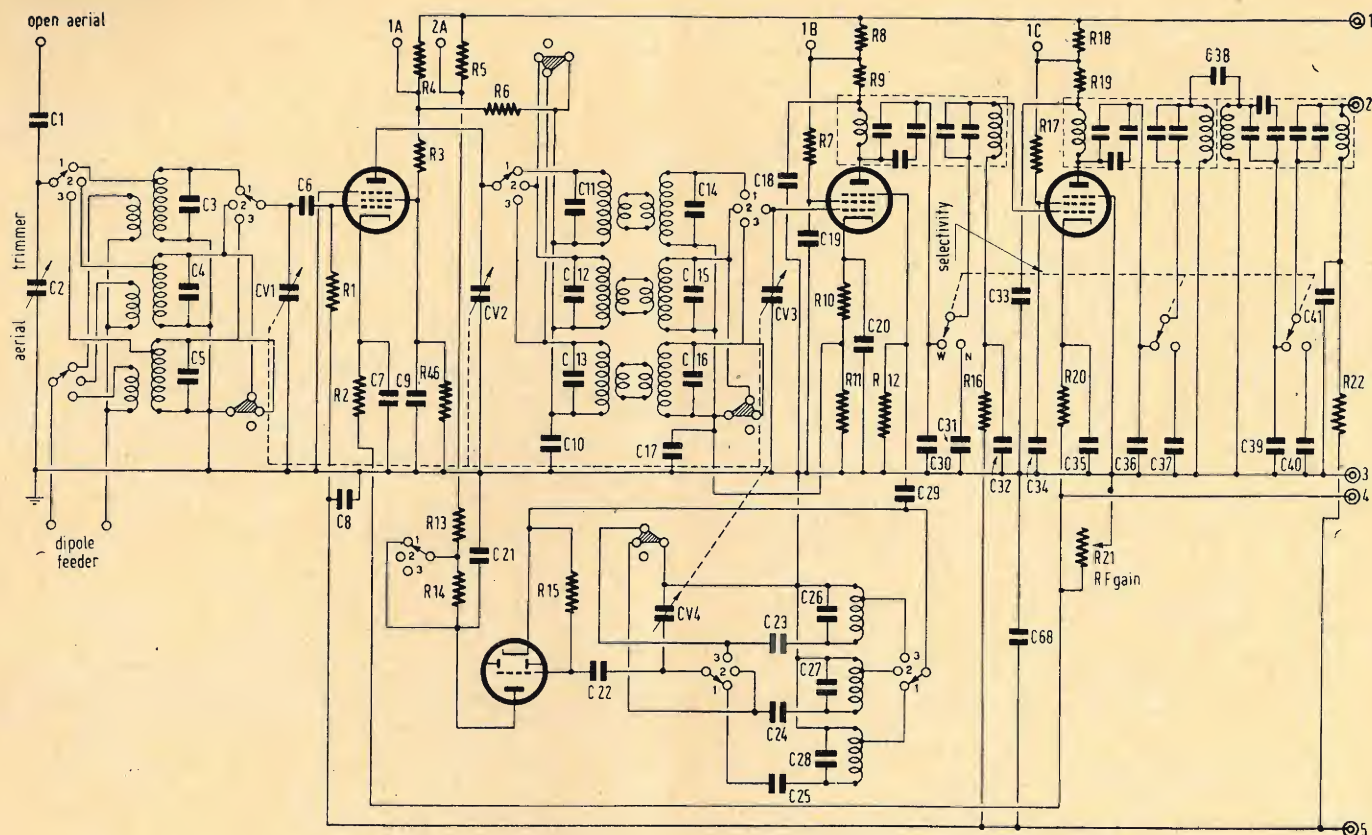 open aerial
C1
aerial trimmer
C2
dipole
feeder
1
2
3
C3
C4
C5
1
2
3
CV1
C6
R1
R2
C7
C8
C9
R46
1A
2A
R4
R5
R6
R3
CV2
1
2
3
C11
C12
C13
C10
C14
C15
C16
C17
1
2
3
CV3
C18
1B
R7
R8
R9
C19
R10
C20
R11
R12
C29
C30
C31
W
N
selectivity
R16
C32
C33
C34
1C
R17
R18
R19
R20
C35
C36
C37
C38
C39
C40
C41
R22
R21
RF gain
C68
R13
R14
1
2
3
C21
R15
C22
CV4
3
2
1
C23
C24
C25
C26
C27
C28
3
2
1
1
2
3
4
5